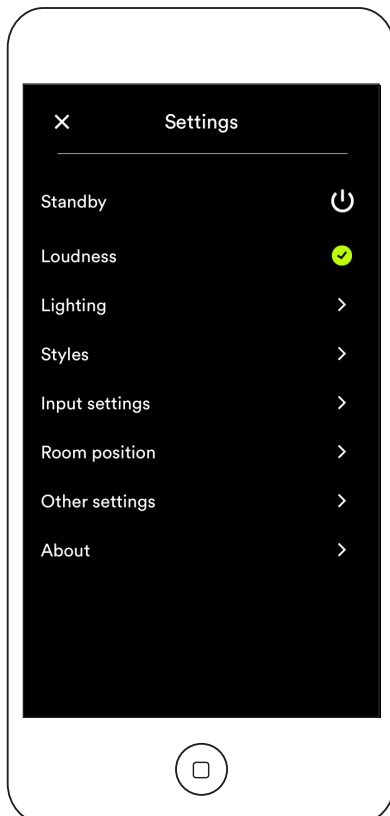 Settings
Standby
Loudness
Lighting
Styles
Input settings
Room position
Other settings
About